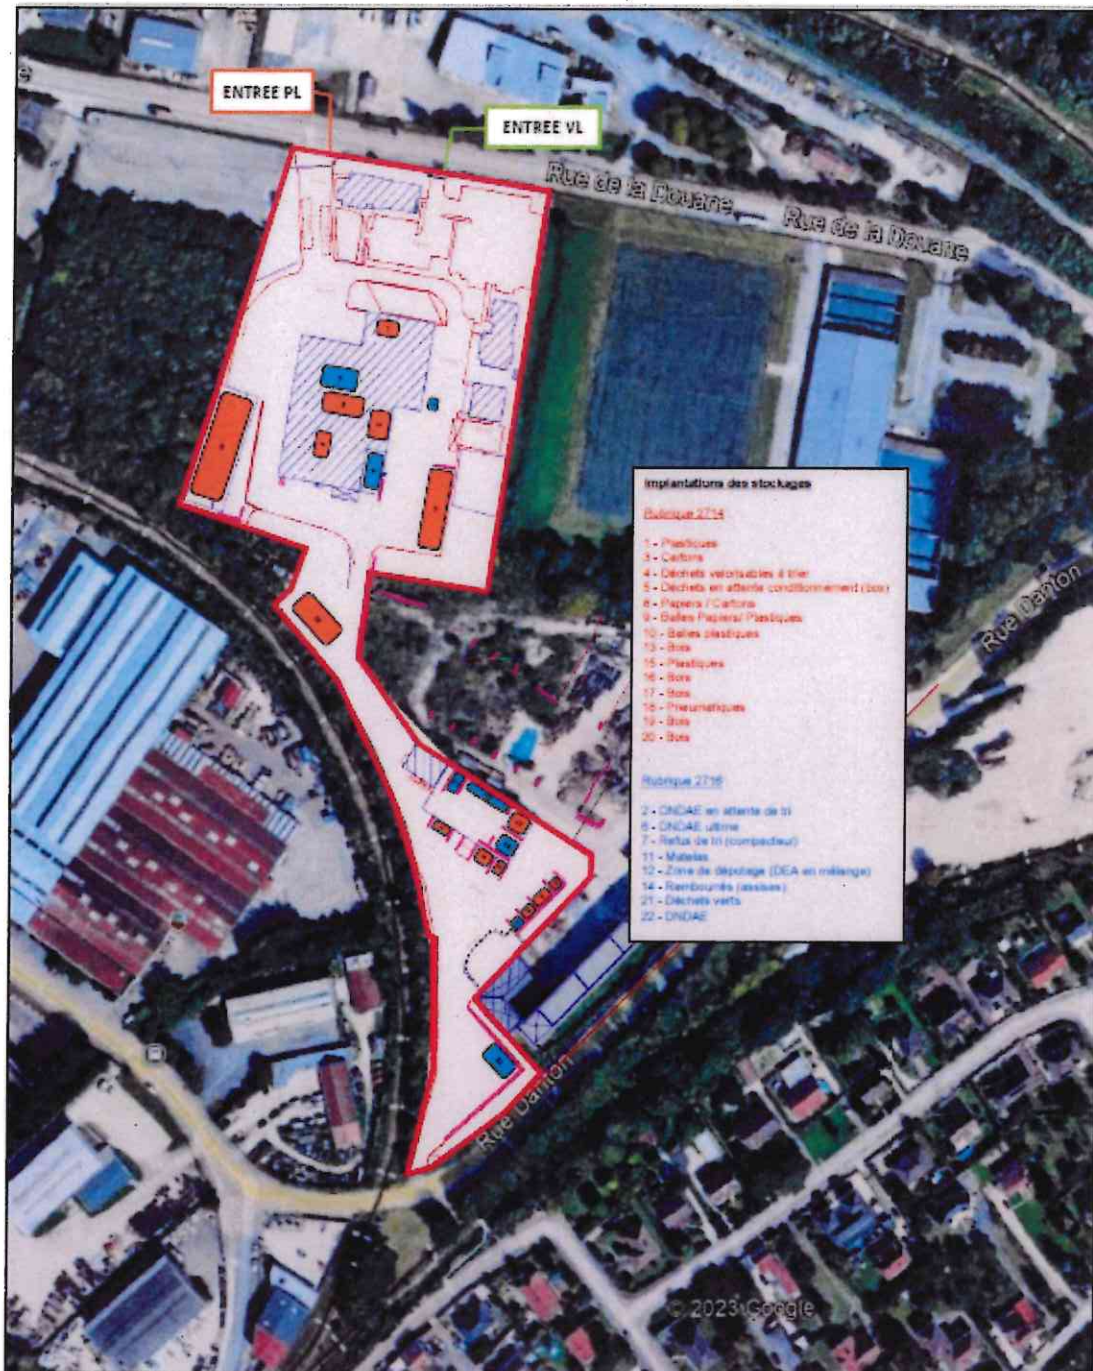 ENTREE PL
ENTREE VL
Rue de la Douane
Rue de la Douane
Implantations des stockages
Rubrique 2714
1 - Plastiques
3 - Cartons
4 - Déchets valorisables à trier
5 - Déchets en attente conditionnement (box)
8 - Papiers / Cartons
9 - Balles Papiers/ Plastiques
10 - Balles plastiques
13 - Bois
15 - Plastiques
16 - Bois
17 - Bois
18 - Pneumatiques
19 - Bois
20 - Bois
Rubrique 2716
2 - DNDAE en attente de tri
6 - DNDAE ultime
7 - Refus de tri (compacteur)
11 - Matelas
12 - Zone de dépotage (DEA en mélange)
14 - Rembourrés (assises)
21 - Déchets verts
22 - DNDAE
Rue Danton
Rue Danton
© 2023 Google